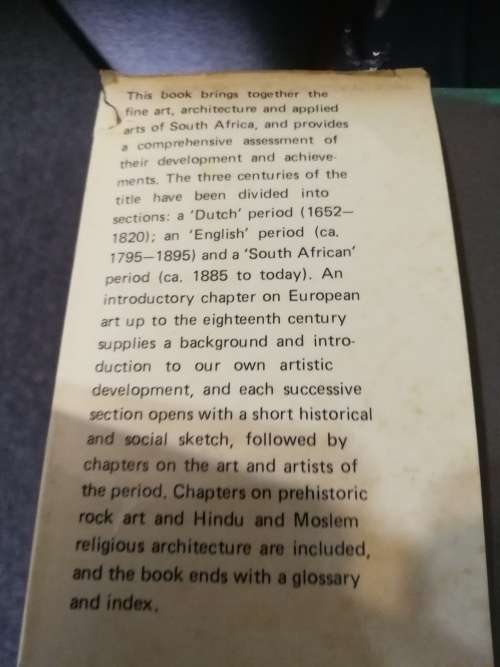 This book brings together the
fine art, architecture and applied
arts of South Africa, and provides
a comprehensive assessment of
their development and achieve-
ments. The three centuries of the
title have been divided into
sections: a 'Dutch' period (1652—
1820); an 'English' period (ca.
1795—1895) and a 'South African'
period (ca. 1885 to today). An
introductory chapter on European
art up to the eighteenth century
supplies a background and intro-
duction to our own artistic
development, and each successive
section opens with a short historical
and social sketch, followed by
chapters on the art and artists of
the period. Chapters on prehistoric
rock art and Hindu and Moslem
religious architecture are included,
and the book ends with a glossary
and index.